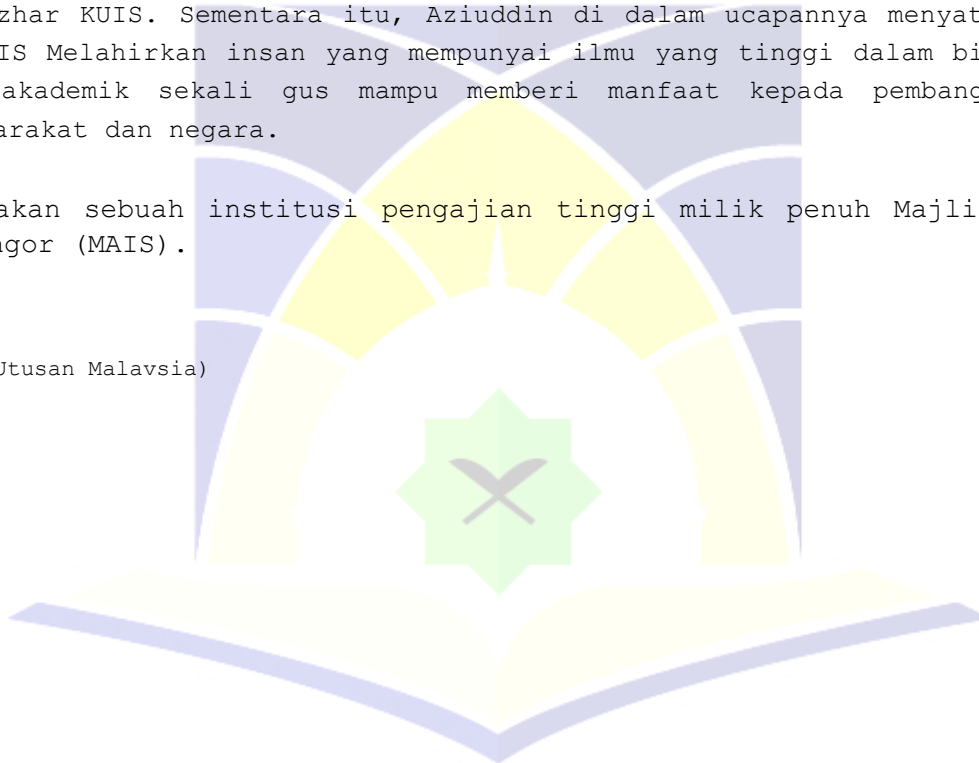 zhar KUIS. Sementara itu, Aziuddin di dalam ucapannya menyat
IS Melahirkan insan yang mempunyai ilmu yang tinggi dalam bi
akademik sekali gus mampu memberi manfaat kepada pembang
arakat dan negara.
akan sebuah institusi pengajian tinggi milik penuh Majli
ngor (MAIS).
Utusan Malavsia)